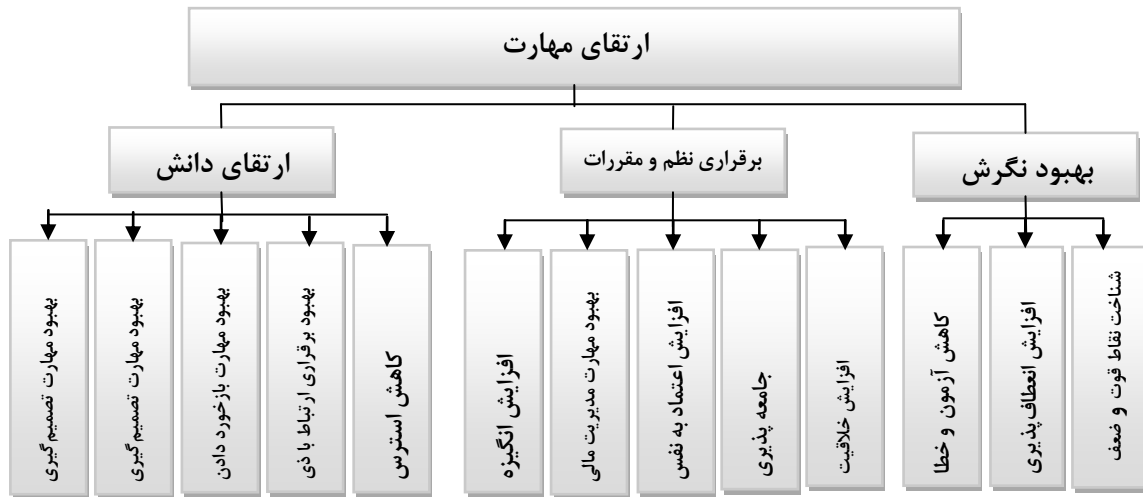 ارتقای مهارت
بهبود نگرش
برقراری نظم و مقررات
ارتقای دانش
شناخت نقاط قوت و ضعف
افزایش انعطاف پذیری
کاهش آزمون و خطا
افزایش خلاقیت
جامعه پذیری
افزایش اعتماد به نفس
بهبود مهارت مدیریت مالی
افزایش انگیزه
کاهش استرس
بهبود برقراری ارتباط با ذی
بهبود مهارت بازخورد دادن
بهبود مهارت تصمیم گیری
بهبود مهارت تصمیم گیری